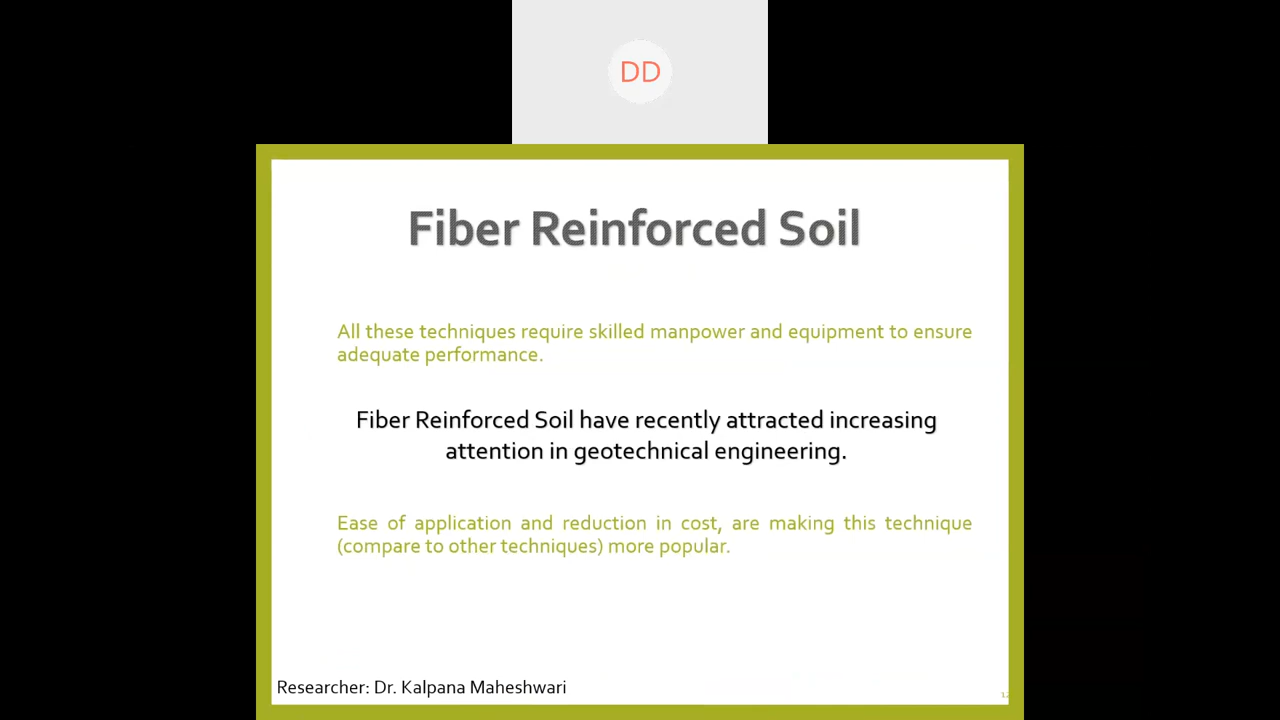 DD
Fiber Reinforced Soil
All these techniques require skilled manpower and equipment to ensure
adequate performance.
Fiber Reinforced Soil have recently attracted increasing
attention in geotechnical engineering.
Ease of application and reduction in cost, are making this technique
(compare to other techniques) more popular.
Researcher: Dr. Kalpana Maheshwari